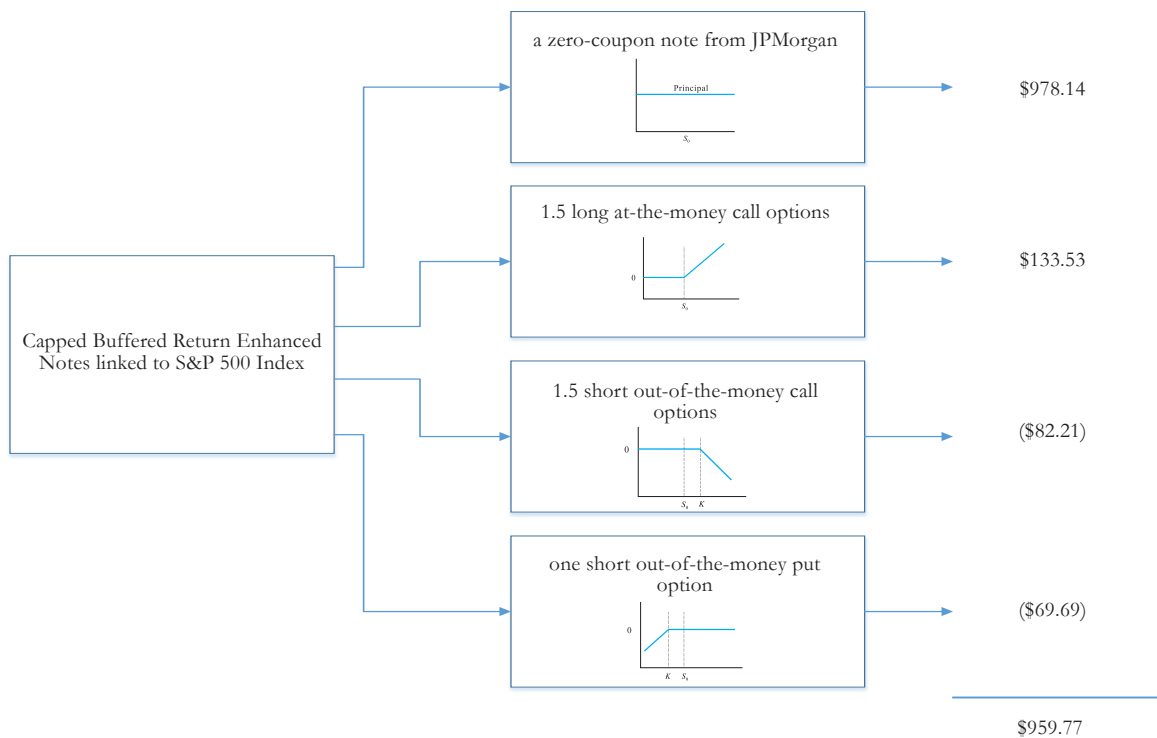 a zero-coupon note from JPMorgan
Principal
S₀
$978.14
1.5 long at-the-money call options
0
S₀
$133.53
Capped Buffered Return Enhanced
Notes linked to S&P 500 Index
1.5 short out-of-the-money call
options
0
S₀ K
($82.21)
one short out-of-the-money put
option
0
K S₀
($69.69)
$959.77